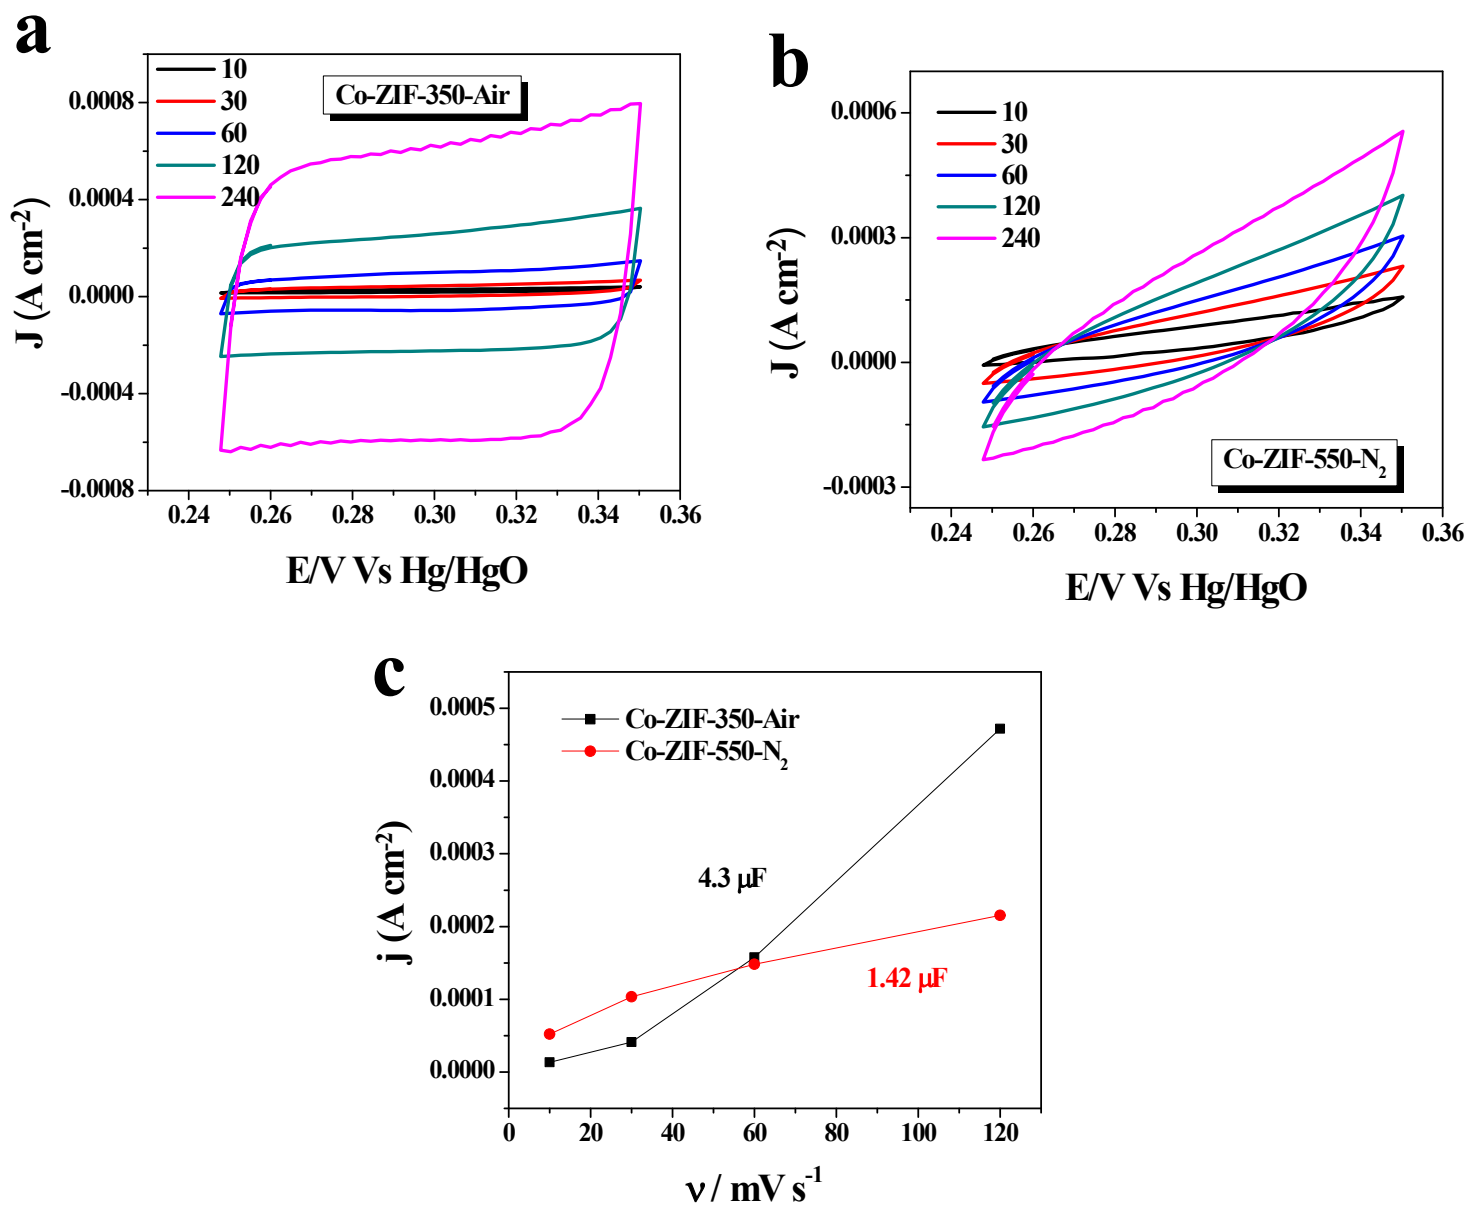 a
10
30
60
120
240
Co-ZIF-350-Air
0.0008
0.0004
0.0000
-0.0004
-0.0008
0.24 0.26 0.28 0.30 0.32 0.34 0.36
J (A cm-2)
E/V Vs Hg/HgO
b
10
30
60
120
240
0.0006
0.0003
0.0000
-0.0003
Co-ZIF-550-N2
0.24 0.26 0.28 0.30 0.32 0.34 0.36
J (A cm-2)
E/V Vs Hg/HgO
c
Co-ZIF-350-Air
Co-ZIF-550-N2
0.0005
0.0004
0.0003
0.0002
0.0001
0.0000
4.3 μF
1.42 μF
0 20 40 60 80 100 120
j (A cm-2)
ν / mV s-1